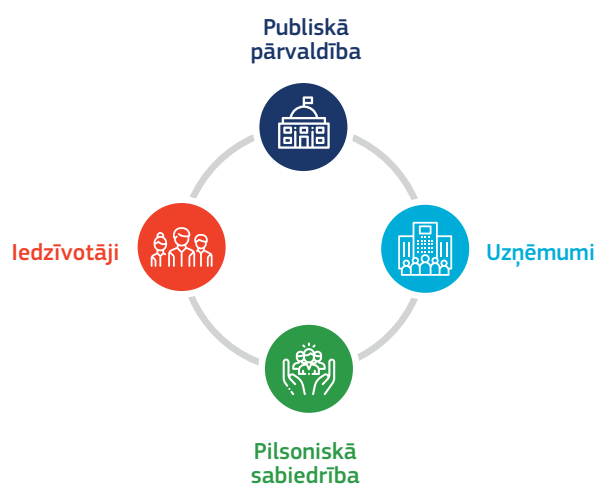 Publiskā
pārvaldība
Iedzīvotāji
Uzņēmumi
Pilsoniskā
sabiedrība